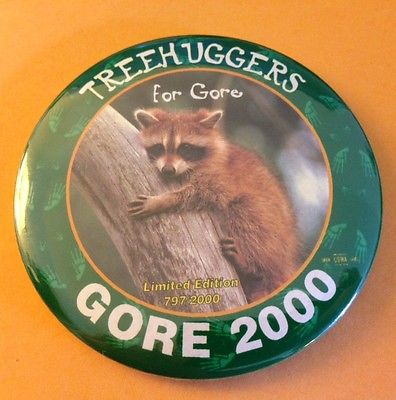 TREEHUGGERS
for Gore
Limited Edition
797-2000
GORE 2000